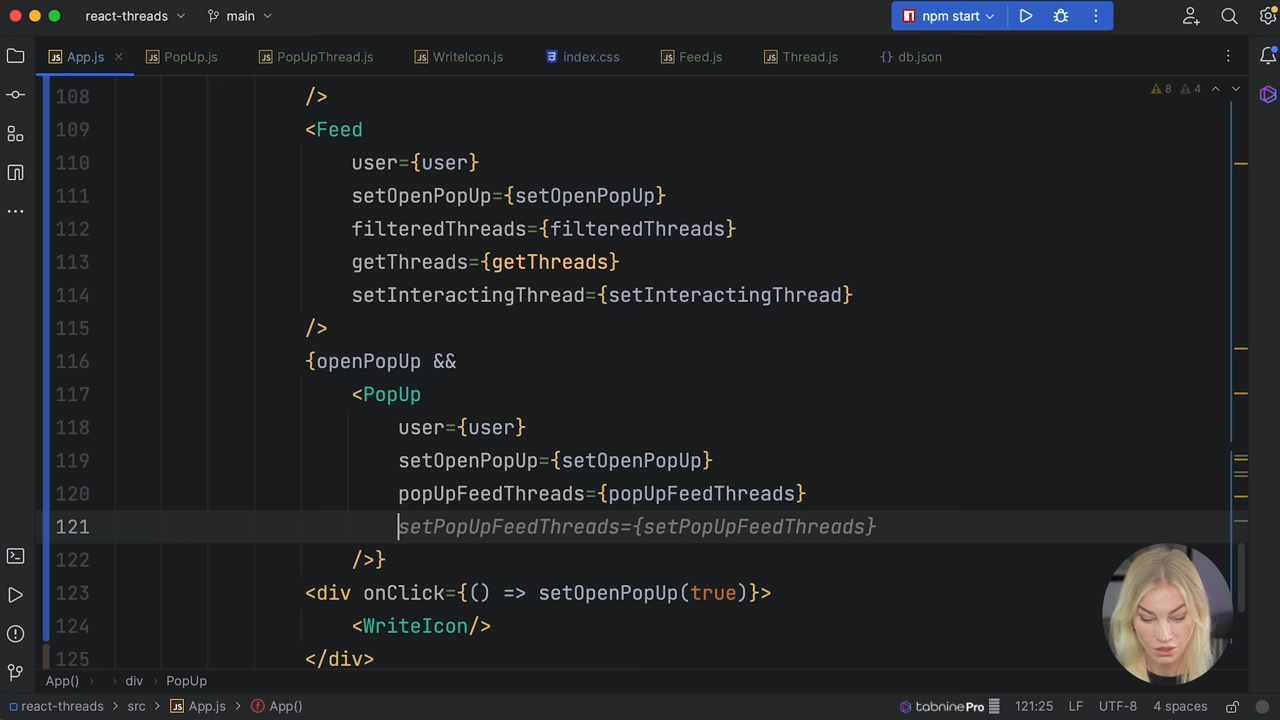 react-threads
main
npm start
App.js
PopUp.js
PopUpThread.js
WriteIcon.js
index.css
Feed.js
Thread.js
db.json
8
4
108 />
109 <Feed
110 user={user}
111 setOpenPopUp={setOpenPopUp}
112 filteredThreads={filteredThreads}
113 getThreads={getThreads}
114 setInteractingThread={setInteractingThread}
115 />
116 {openPopUp &&
117 <PopUp
118 user={user}
119 setOpenPopUp={setOpenPopUp}
120 popUpFeedThreads={popUpFeedThreads}
121 setPopUpFeedThreads={setPopUpFeedThreads}
122 />}
123 <div onClick={() => setOpenPopUp(true)}>
124 <WriteIcon/>
125 </div>
App() > div > PopUp
react-threads > src > App.js > App()
tabnine Pro
121:25
LF
UTF-8
4 spaces